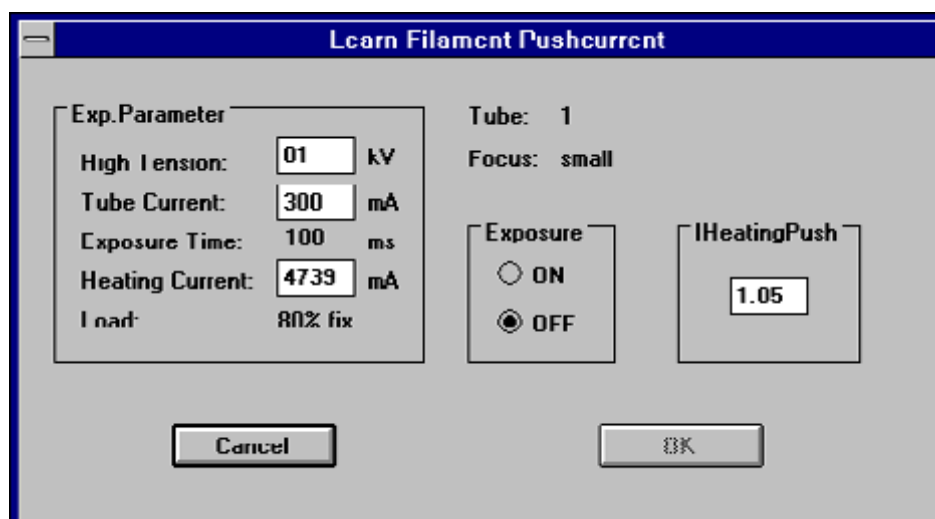 Learn Filament Pushcurrent
Exp.Parameter
High Tension: 01 kV
Tube Current: 300 mA
Exposure Time: 100 ms
Heating Current: 4739 mA
Load: 80% fix
Tube: 1
Focus: small
Exposure
ON
OFF
IHeatingPush
1.05
Cancel
OK